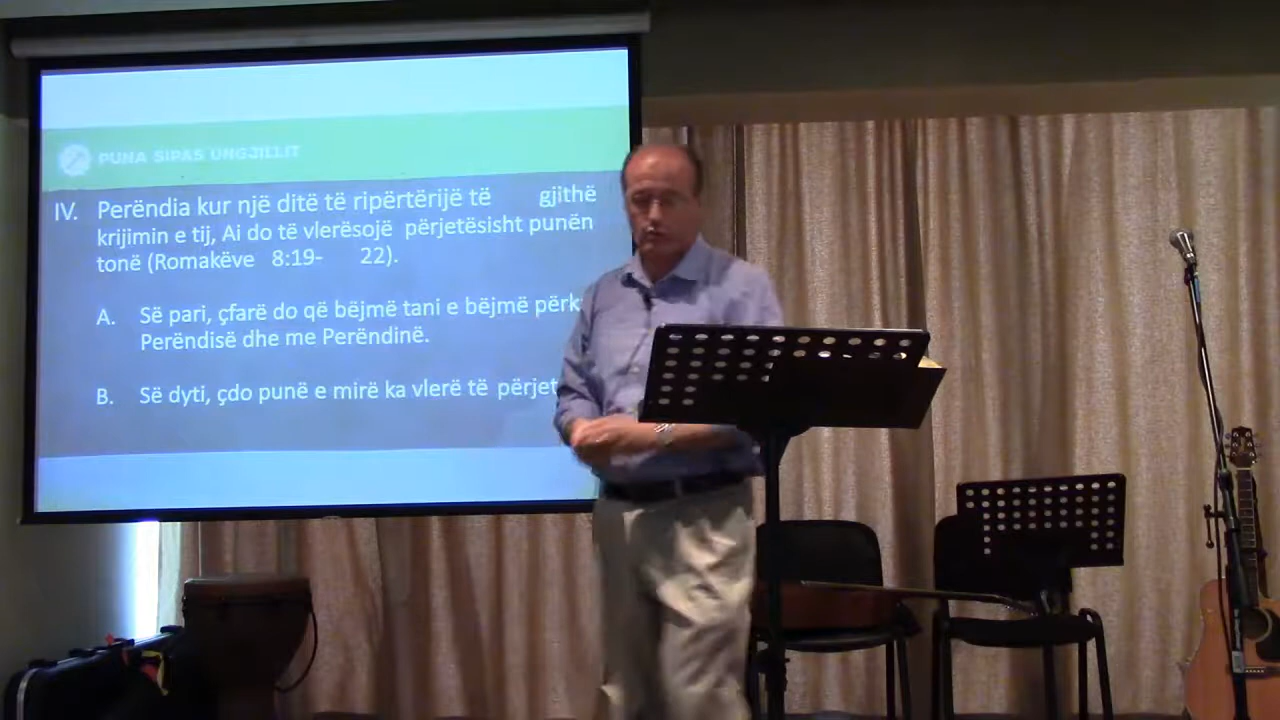 PUNA SIPAS UNGJILLIT
IV. Perëndia kur një ditë të ripërtërijë të gjithë
krijimin e tij, Ai do të vlerësojë përjetësisht punën
tonë (Romakëve 8:19- 22).
A. Së pari, çfarë do që bëjmë tani e bëjmë përk
Perëndisë dhe me Perëndinë.
B. Së dyti, çdo punë e mirë ka vlerë të përjet